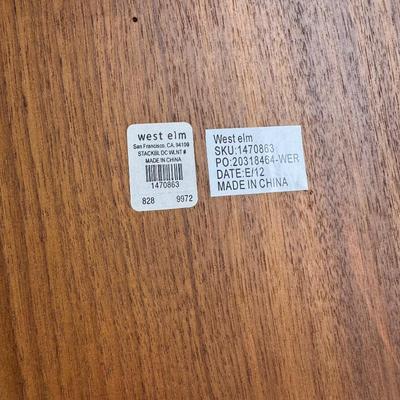 west elm
San Francisco, CA. 94109
STACKBL DC WLNT #
MADE IN CHINA
1470863
828 9972
West elm
SKU:1470863
PO:20318464-WER
DATE:E/12
MADE IN CHINA